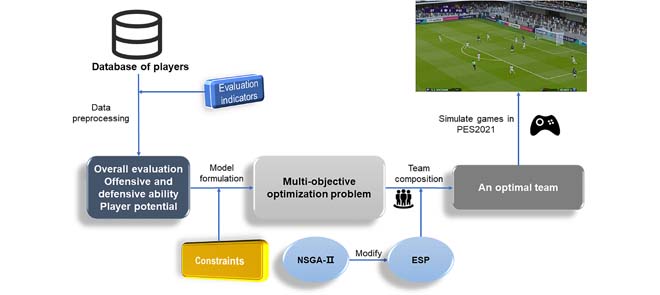 Database of players
Evaluation
indicators
Data
preprocessing
Simulate games in
PES2021
Overall evaluation
Offensive and
defensive ability
Player potential
Model
formulation
Multi-objective
optimization problem
Team
composition
An optimal team
Constraints
NSGA-II
Modify
ESP